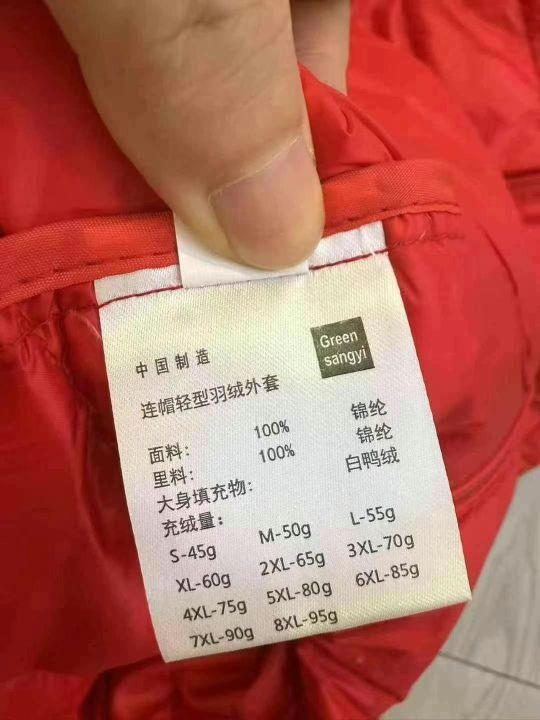 Green
sangyi
中国制造
连帽轻型羽绒外套
面料: 100% 锦纶
里料: 100% 锦纶
大身填充物: 白鸭绒
充绒量:
S-45g M-50g L-55g
XL-60g 2XL-65g 3XL-70g
4XL-75g 5XL-80g 6XL-85g
7XL-90g 8XL-95g